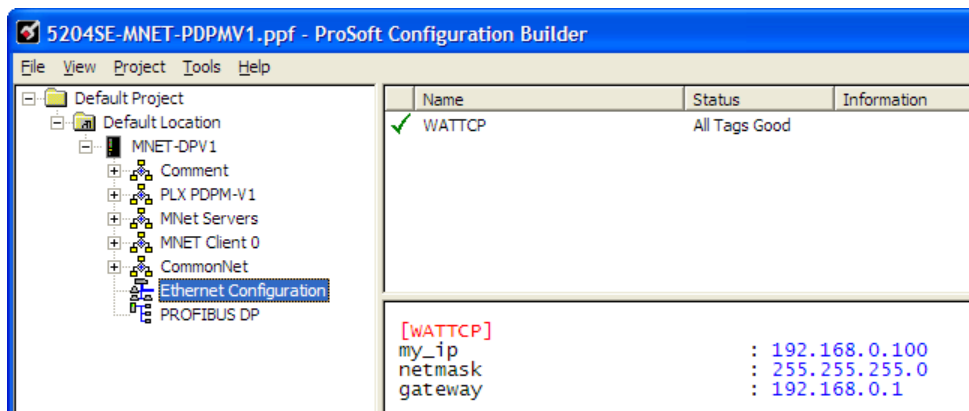 5204SE-MNET-PDPMV1.ppf - ProSoft Configuration Builder
File View Project Tools Help
Default Project
Default Location
MNET-DPV1
Comment
PLX PDPM-V1
MNet Servers
MNET Client 0
CommonNet
Ethernet Configuration
PROFIBUS DP
Name Status Information
WATTCP All Tags Good
[WATTCP]
my_ip : 192.168.0.100
netmask : 255.255.255.0
gateway : 192.168.0.1